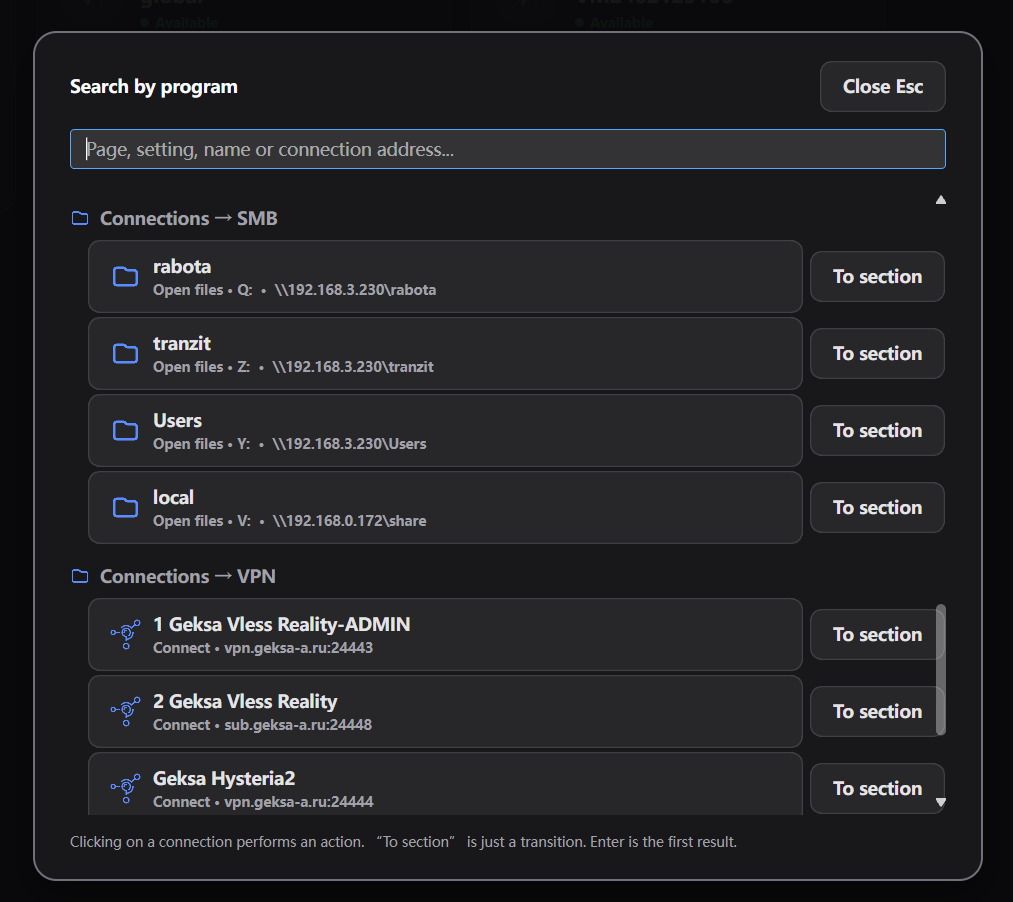 Available
Available
Search by program
Close Esc
Page, setting, name or connection address...
Connections → SMB
rabota
Open files • Q: • \\192.168.3.230\rabota
To section
tranzit
Open files • Z: • \\192.168.3.230\tranzit
To section
Users
Open files • Y: • \\192.168.3.230\Users
To section
local
Open files • V: • \\192.168.0.172\share
To section
Connections → VPN
1 Geksa Vless Reality-ADMIN
Connect • vpn.geksa-a.ru:24443
To section
2 Geksa Vless Reality
Connect • sub.geksa-a.ru:24448
To section
Geksa Hysteria2
Connect • vpn.geksa-a.ru:24444
To section
Clicking on a connection performs an action. “To section” is just a transition. Enter is the first result.